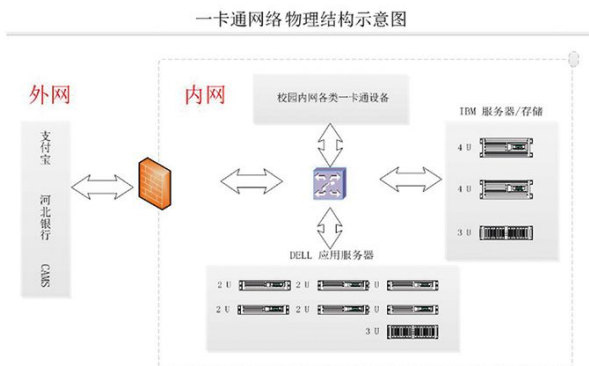 一卡通网络物理结构示意图
外网
内网
校园内网各类一卡通设备
IBM 服务器/存储
支付宝
河北银行
CAMS
4 U
4 U
3 U
DELL 应用服务器
2 U 2 U U
2 U 2 U U
3 U